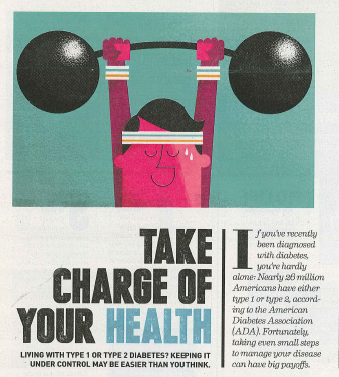 TAKE
CHARGE OF
YOUR HEALTH
LIVING WITH TYPE 1 OR TYPE 2 DIABETES? KEEPING IT
UNDER CONTROL MAY BE EASIER THAN YOU THINK.
If you've recently
been diagnosed
with diabetes,
you're hardly
alone: Nearly 26 million
Americans have either
type 1 or type 2, accord-
ing to the American
Diabetes Association
(ADA). Fortunately,
taking even small steps
to manage your disease
can have big payoffs.